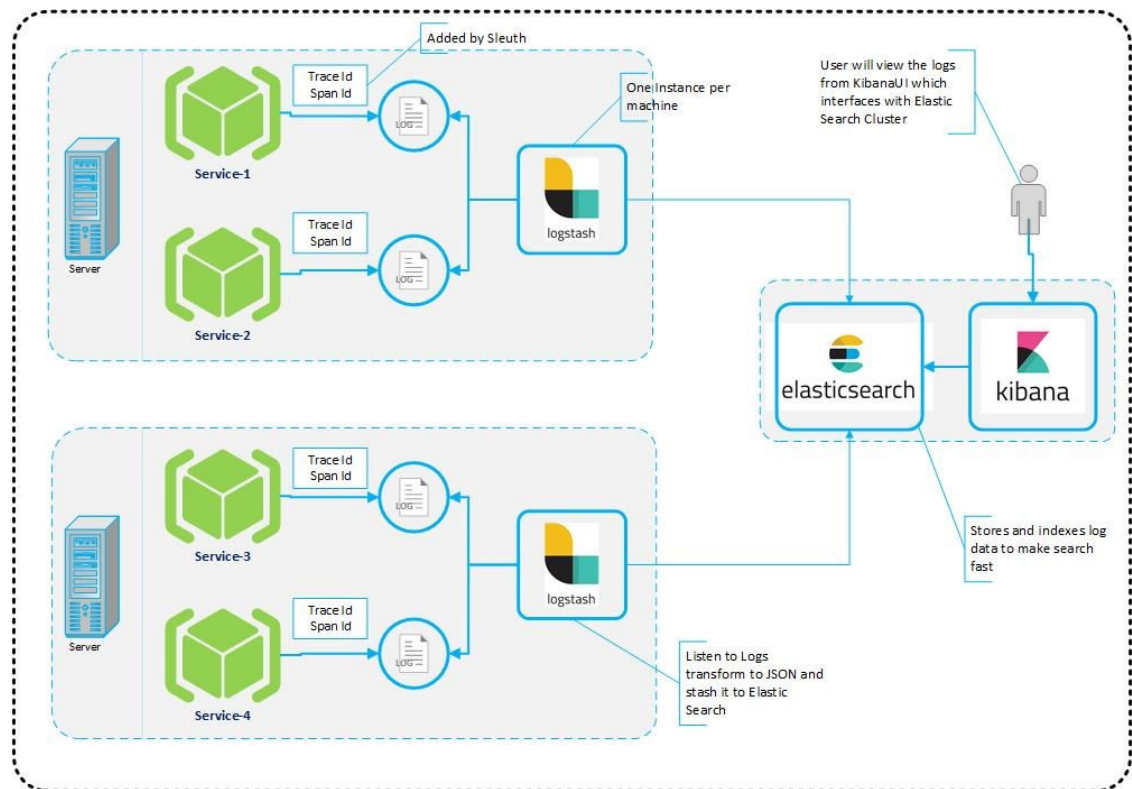 Added by Sleuth
Trace Id
Span Id
LOG
Service-1
One Instance per
machine
User will view the logs
from KibanaUI which
interfaces with Elastic
Search Cluster
logstash
Trace Id
Span Id
LOG
Server
Service-2
elasticsearch
kibana
Trace Id
Span Id
LOG
Service-3
logstash
Stores and indexes log
data to make search
fast
Trace Id
Span Id
LOG
Server
Service-4
Listen to Logs
transform to JSON and
stash it to Elastic
Search